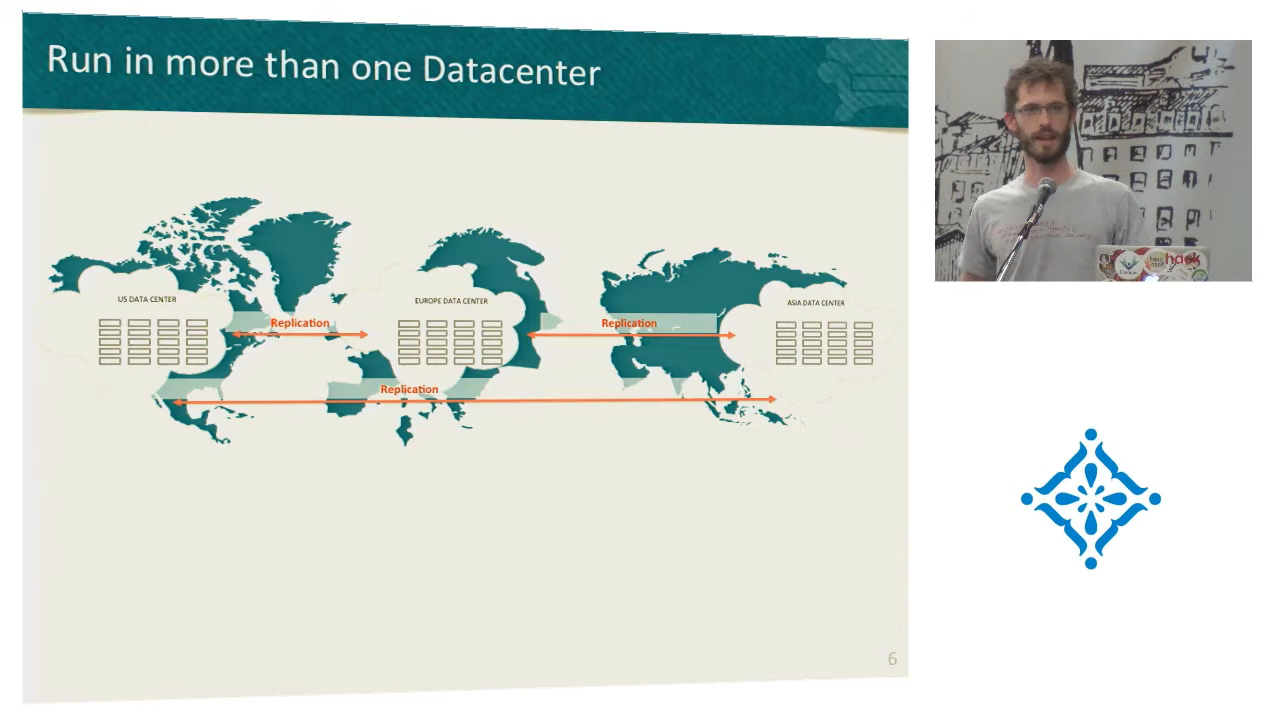 Run in more than one Datacenter
US DATA CENTER
EUROPE DATA CENTER
ASIA DATA CENTER
Replication
Replication
Replication
6
hack